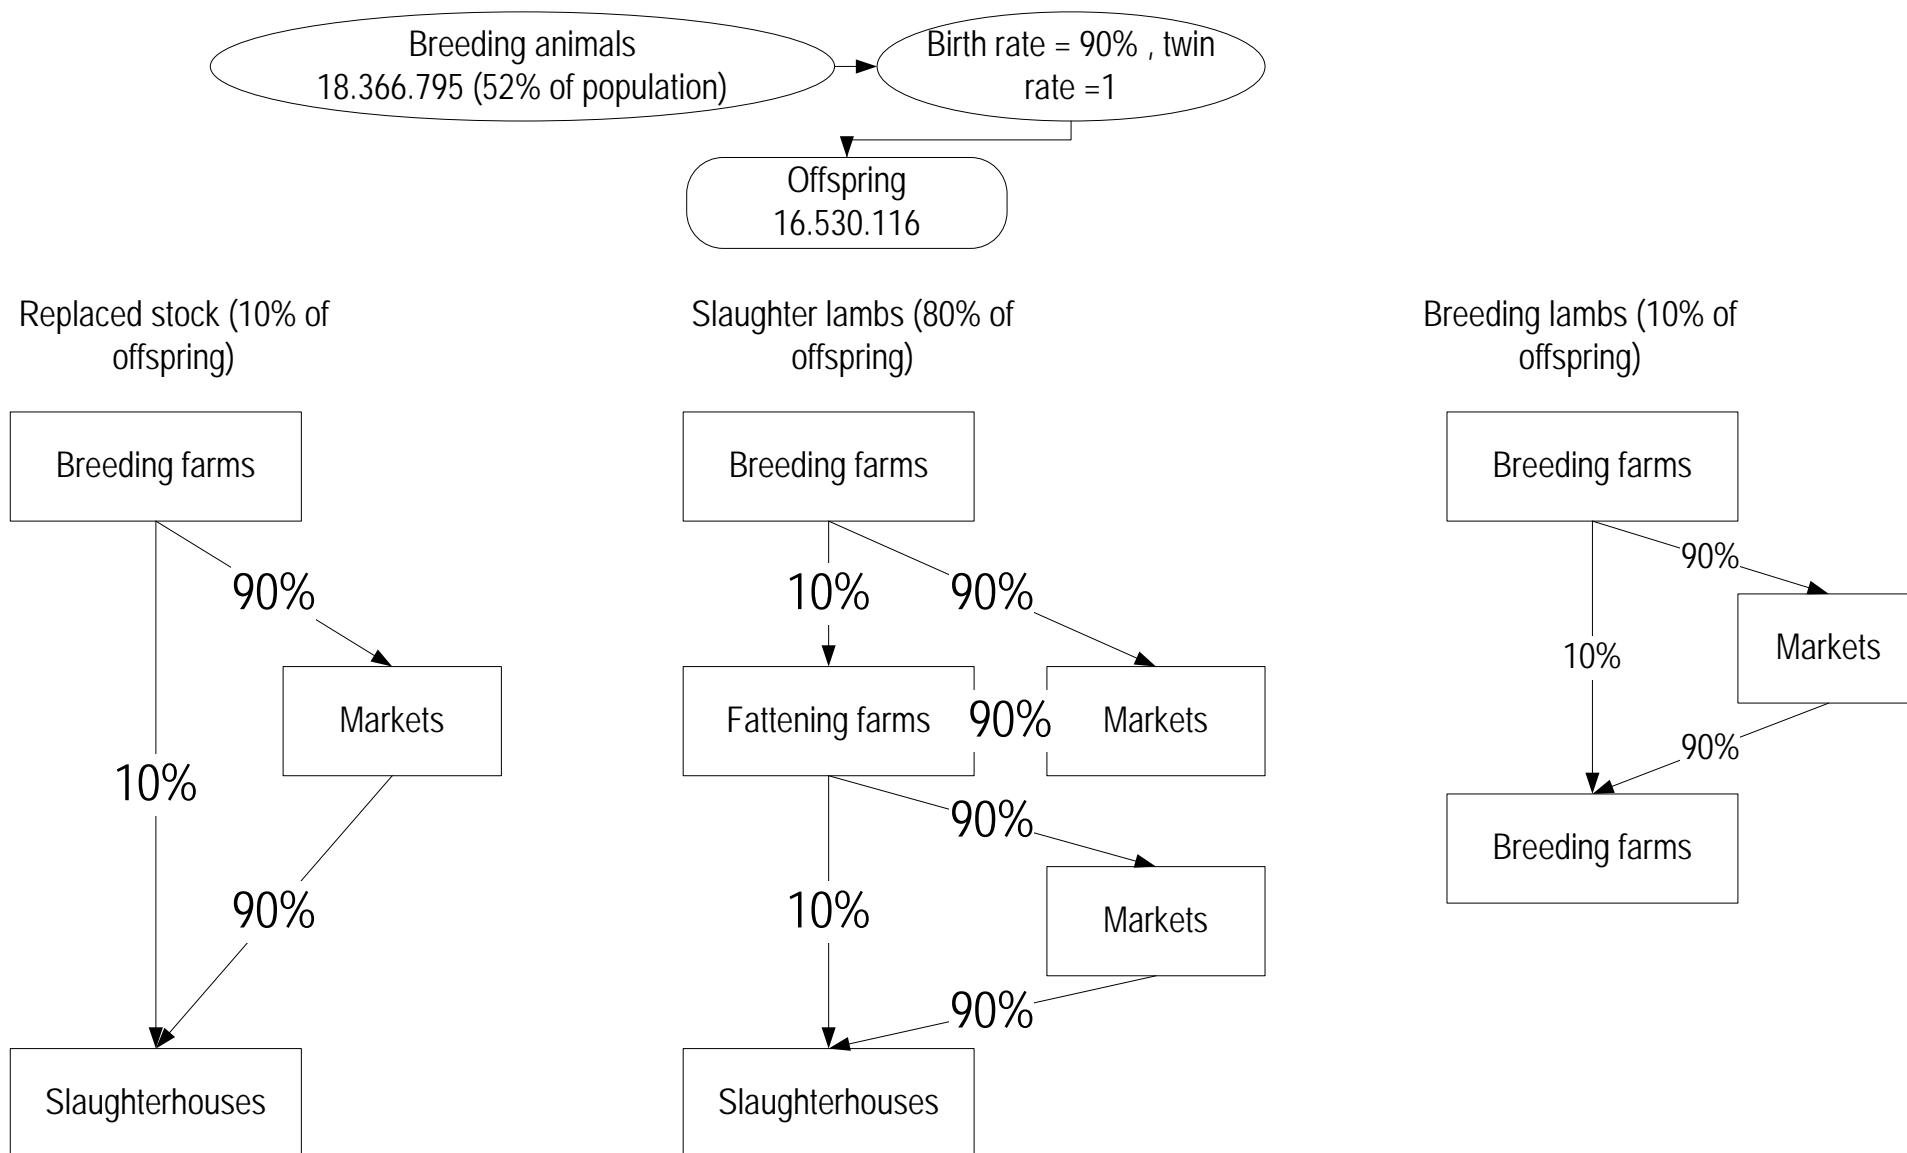 Breeding animals
18.366.795 (52% of population)
Birth rate = 90% , twin
rate =1
Offspring
16.530.116
Replaced stock (10% of
offspring)
Slaughter lambs (80% of
offspring)
Breeding lambs (10% of
offspring)
Breeding farms
90%
Markets
10%
90%
Slaughterhouses
Breeding farms
10%
90%
Fattening farms
90%
Markets
90%
10%
Markets
90%
Slaughterhouses
Breeding farms
90%
10%
Markets
90%
Breeding farms